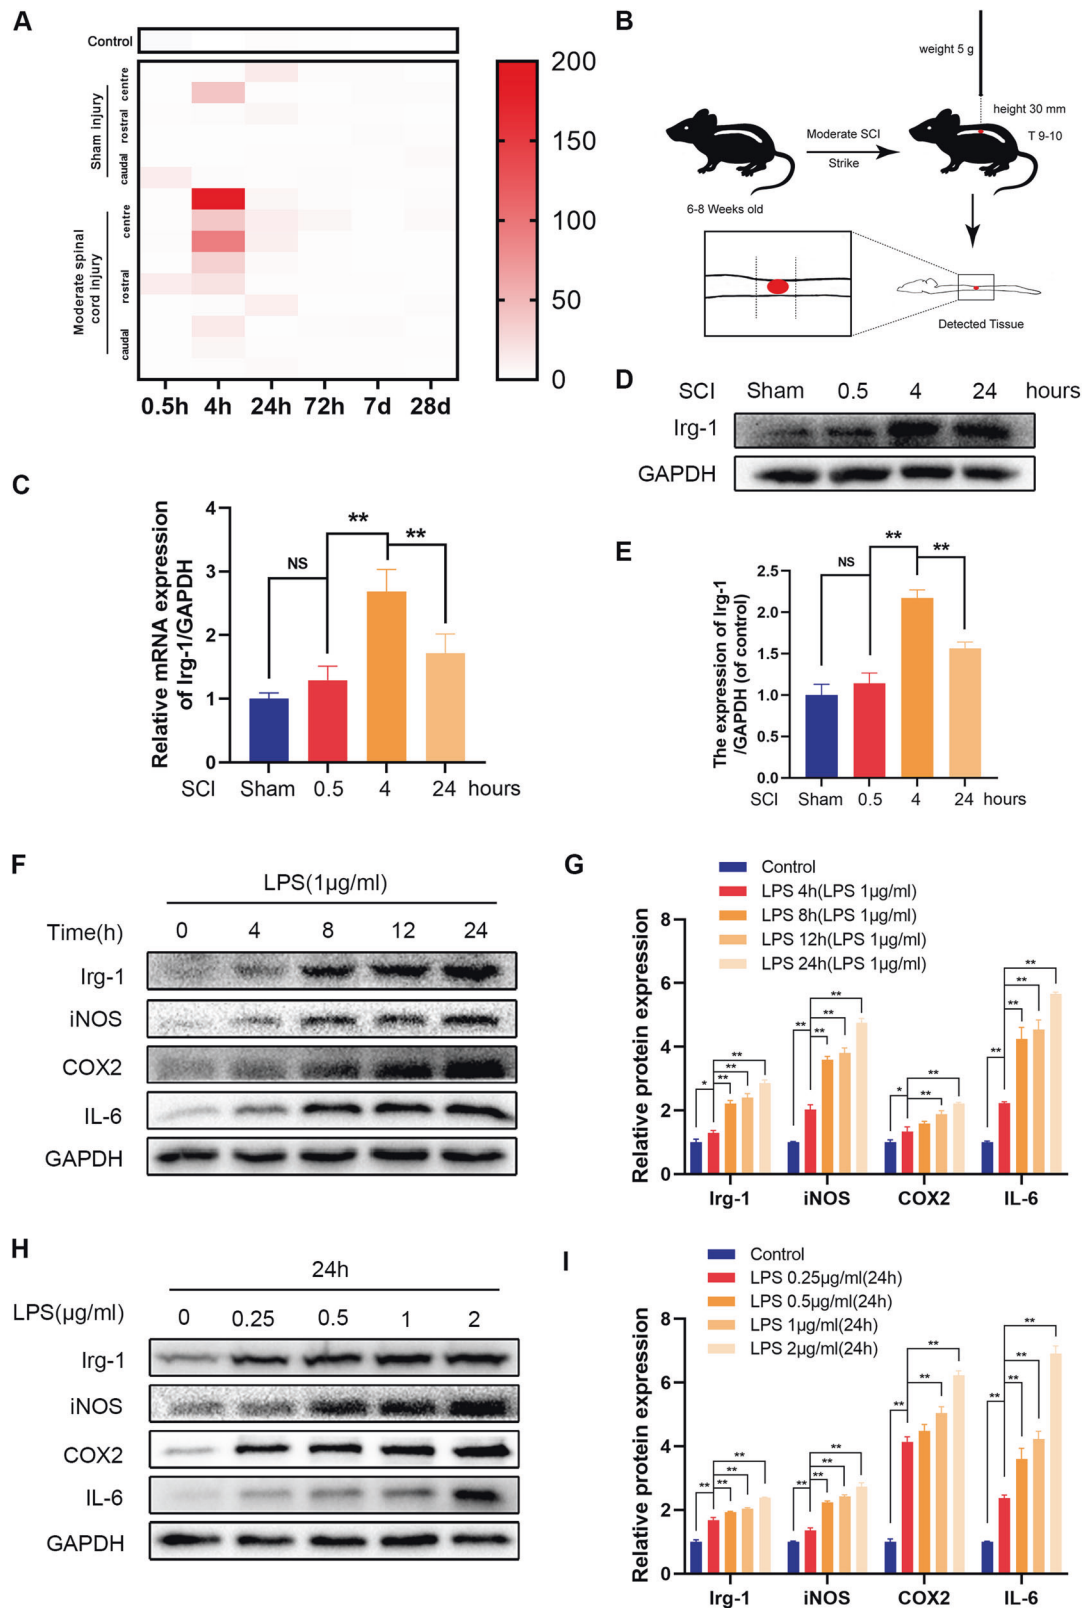 A
Control
Sham injury
centre
rostral
caudal
Moderate spinal
cord injury
centre
rostral
caudal
0.5h 4h 24h 72h 7d 28d
200
150
100
50
0
B
weight 5 g
height 30 mm
T 9-10
Moderate SCI
Strike
6-8 Weeks old
Detected Tissue
C
Relative mRNA expression
of Irg-1/GAPDH
4
3
2
1
0
NS
**
**
SCI Sham 0.5 4 24 hours
D
SCI Sham 0.5 4 24 hours
Irg-1
GAPDH
E
The expression of Irg-1
/GAPDH (of control)
2.5
2.0
1.5
1.0
0.5
0.0
NS
**
**
SCI Sham 0.5 4 24 hours
F
LPS(1μg/ml)
Time(h) 0 4 8 12 24
Irg-1
iNOS
COX2
IL-6
GAPDH
G
Control
LPS 4h(LPS 1μg/ml)
LPS 8h(LPS 1μg/ml)
LPS 12h(LPS 1μg/ml)
LPS 24h(LPS 1μg/ml)
Relative protein expression
8
6
4
2
0
* ** ** **
** ** ** **
* ** **
** ** ** **
Irg-1 iNOS COX2 IL-6
H
24h
LPS(μg/ml) 0 0.25 0.5 1 2
Irg-1
iNOS
COX2
IL-6
GAPDH
I
Control
LPS 0.25μg/ml(24h)
LPS 0.5μg/ml(24h)
LPS 1μg/ml(24h)
LPS 2μg/ml(24h)
Relative protein expression
8
6
4
2
0
** ** ** **
** ** ** **
** ** **
** ** ** **
Irg-1 iNOS COX2 IL-6